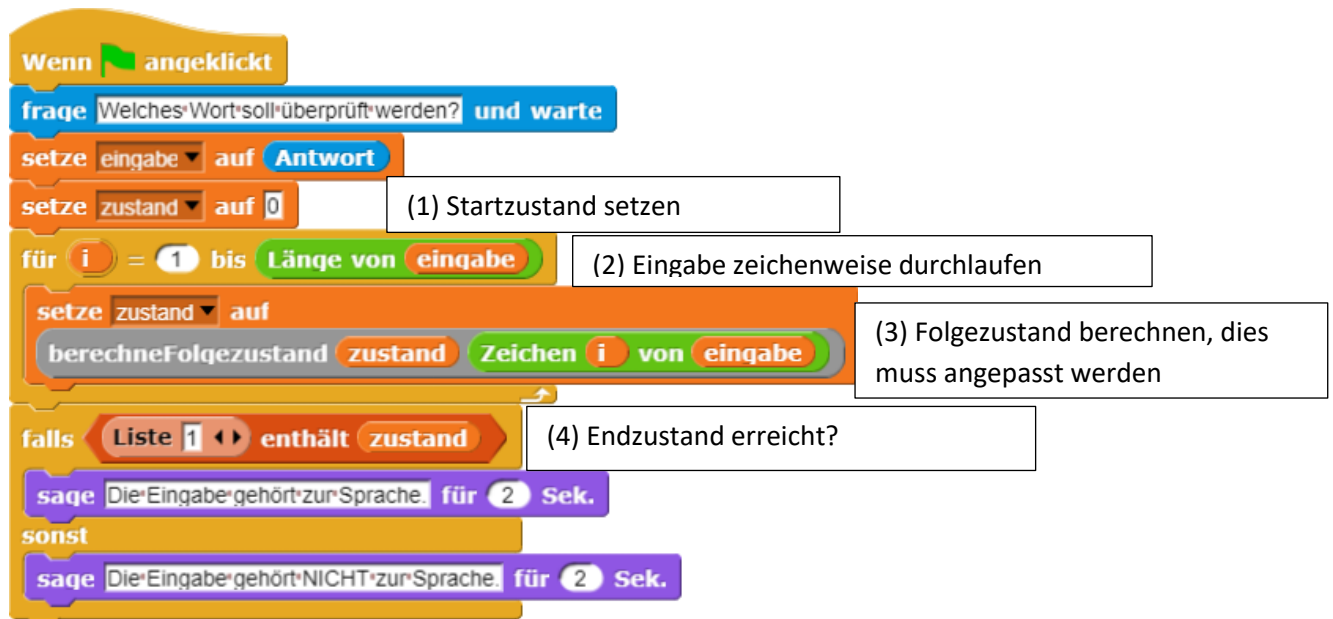 Wenn angeklickt
frage Welches Wort soll überprüft werden? und warte
setze eingabe auf Antwort
setze zustand auf 0
(1) Startzustand setzen
für i = 1 bis Länge von eingabe
(2) Eingabe zeichenweise durchlaufen
setze zustand auf
berechneFolgezustand zustand Zeichen i von eingabe
(3) Folgezustand berechnen, dies
muss angepasst werden
falls Liste 1 enthält zustand
(4) Endzustand erreicht?
sage Die Eingabe gehört zur Sprache. für 2 Sek.
sonst
sage Die Eingabe gehört NICHT zur Sprache. für 2 Sek.